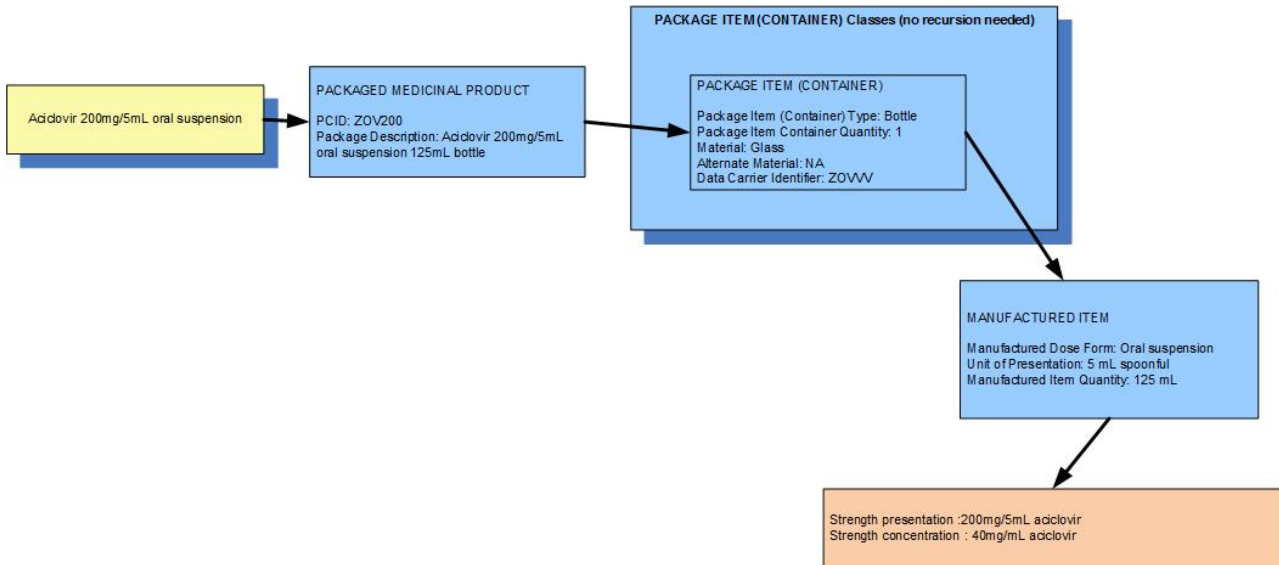 PACKAGE ITEM(CONTAINER) Classes (no recursion needed)
Aciclovir 200mg/5mL oral suspension
PACKAGED MEDICINAL PRODUCT
PCID: ZOV200
Package Description: Aciclovir 200mg/5mL
oral suspension 125mL bottle
PACKAGE ITEM (CONTAINER)
Package Item (Container) Type: Bottle
Package Item Container Quantity: 1
Material: Glass
Alternate Material: NA
Data Carrier Identifier: ZOVVV
MANUFACTURED ITEM
Manufactured Dose Form: Oral suspension
Unit of Presentation: 5 mL spoonful
Manufactured Item Quantity: 125 mL
Strength presentation :200mg/5mL aciclovir
Strength concentration : 40mg/mL aciclovir